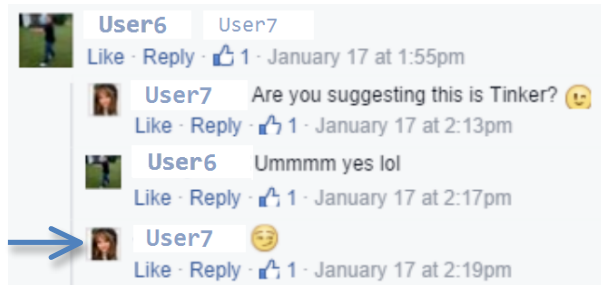 User6 User7
Like · Reply · 1 · January 17 at 1:55pm
User7 Are you suggesting this is Tinker?
Like · Reply · 1 · January 17 at 2:13pm
User6 Ummmm yes lol
Like · Reply · 1 · January 17 at 2:17pm
User7
Like · Reply · 1 · January 17 at 2:19pm